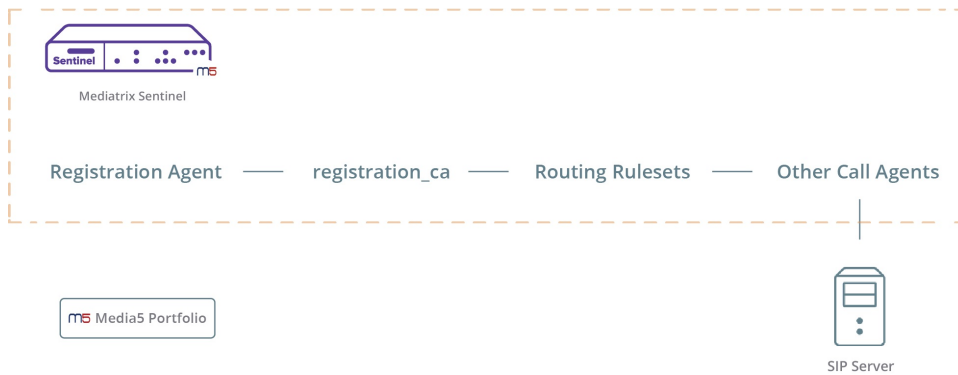 Sentinel
m5
Mediatrix Sentinel
Registration Agent
registration_ca
Routing Rulesets
Other Call Agents
m5 Media5 Portfolio
SIP Server